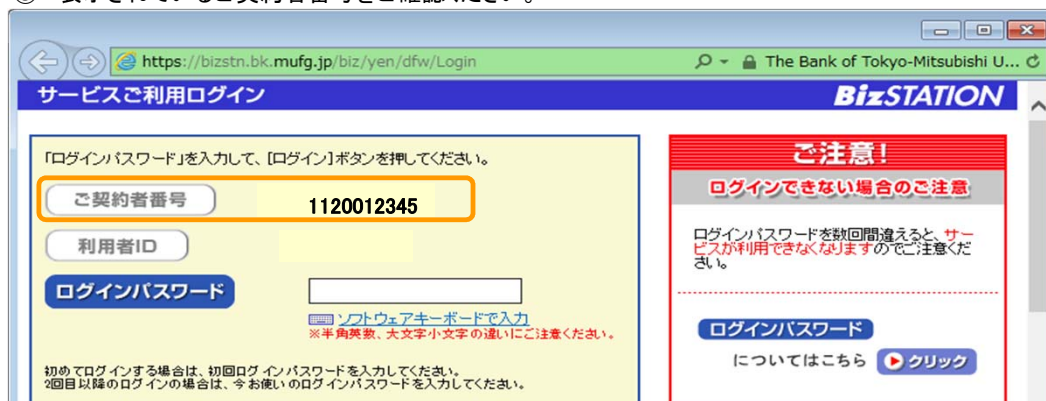 https://bizstn.bk.mufg.jp/biz/yen/dfw/Login
The Bank of Tokyo-Mitsubishi U...
サービスご利用ログイン
BizSTATION
「ログインパスワード」を入力して、[ログイン]ボタンを押してください。
ご契約者番号
1120012345
利用者ID
ログインパスワード
ソフトウェアキーボードで入力
※半角英数、大文字小文字の違いにご注意ください。
初めてログインする場合は、初回ログインパスワードを入力してください。
2回目以降のログインの場合は、今お使いのログインパスワードを入力してください。
ご注意!
ログインできない場合のご注意
ログインパスワードを数回間違えると、サー
ビスが利用できなくなりますのでご注意くだ
さい。
ログインパスワード
についてはこちら
クリック